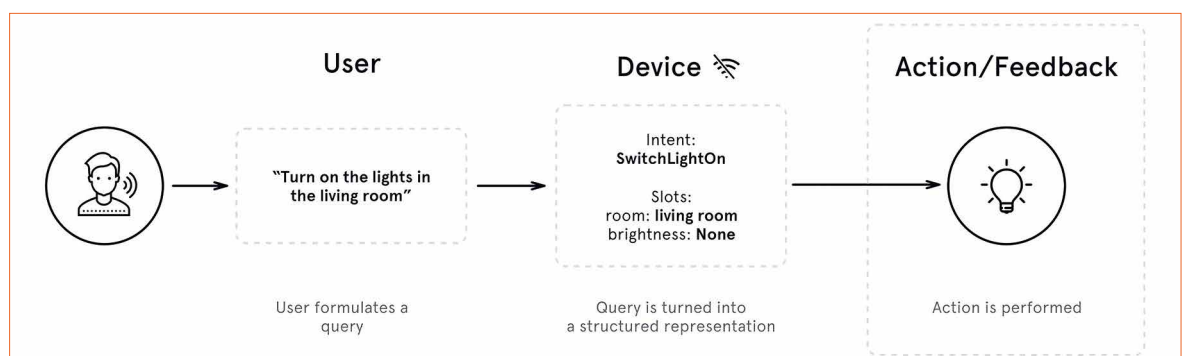 User
Device
Action/Feedback
“Turn on the lights in
the living room”
Intent:
SwitchLightOn
Slots:
room: living room
brightness: None
User formulates a
query
Query is turned into
a structured representation
Action is performed